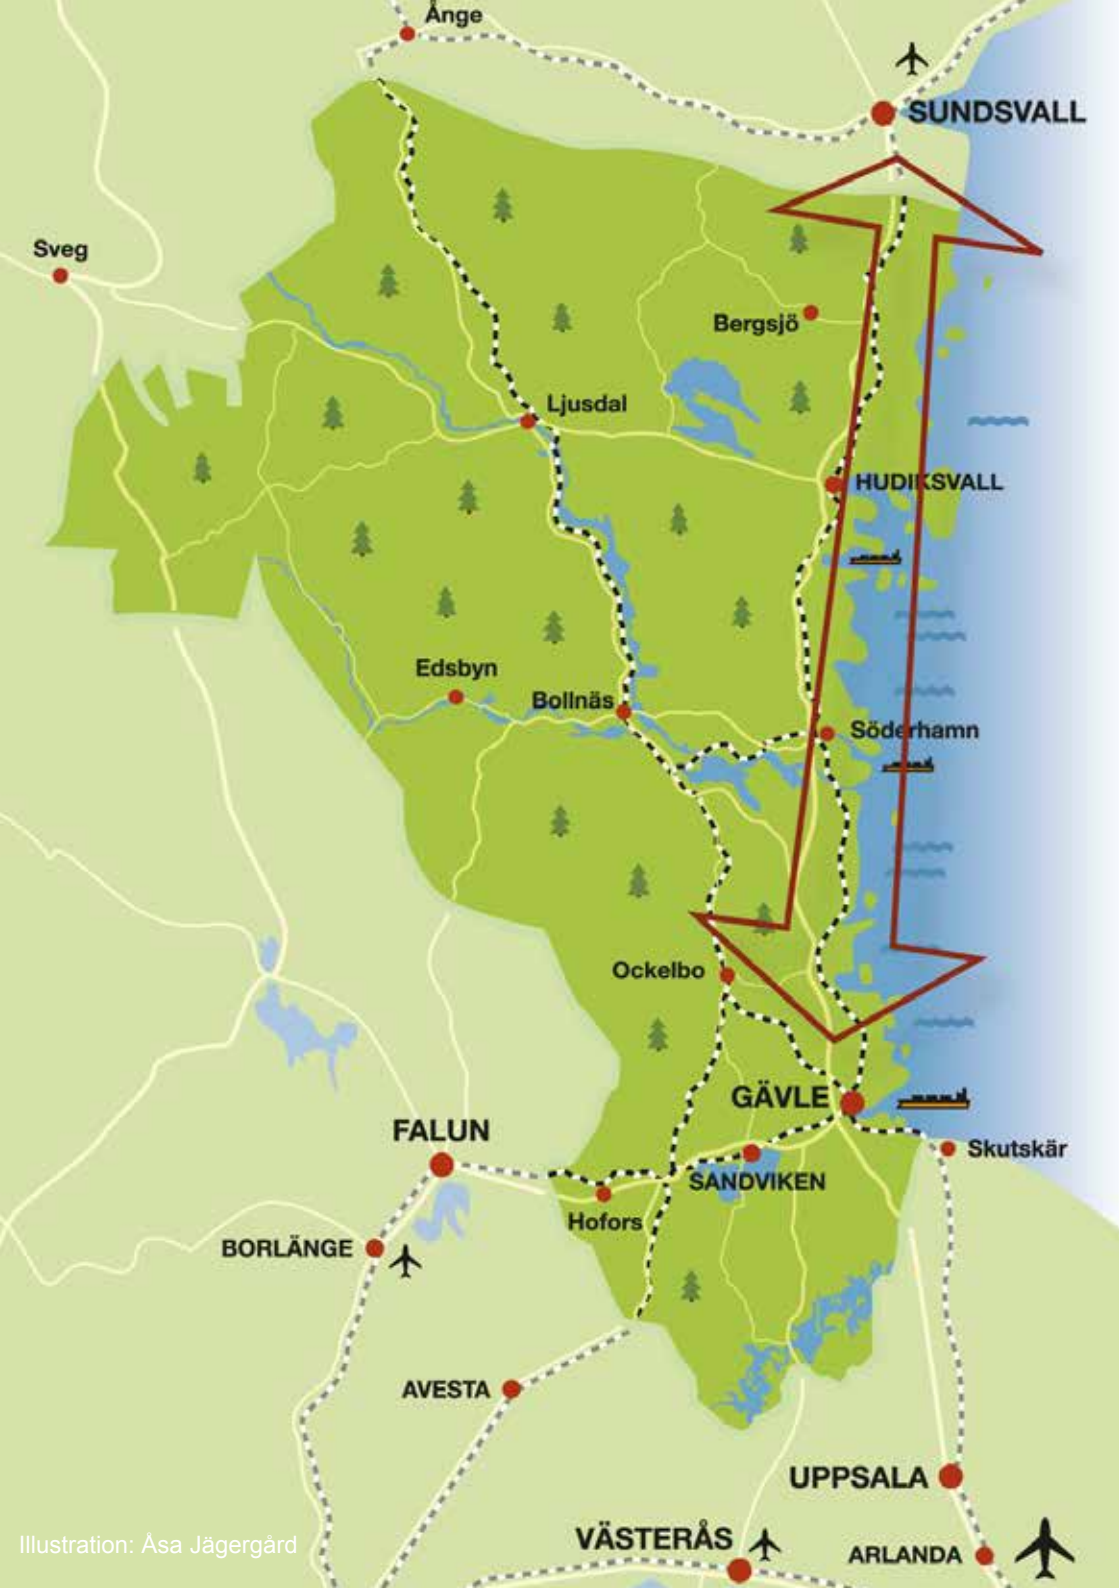 Ånge
SUNDSVALL
Sveg
Bergsjö
Ljusdal
HUDIKSVALL
Edsbyn
Bollnäs
Söderhamn
Ockelbo
GÄVLE
FALUN
Skutskär
SANDVIKEN
Hofors
BORLÄNGE
AVESTA
UPPSALA
VÄSTERÅS
ARLANDA
Illustration: Åsa Jägergård